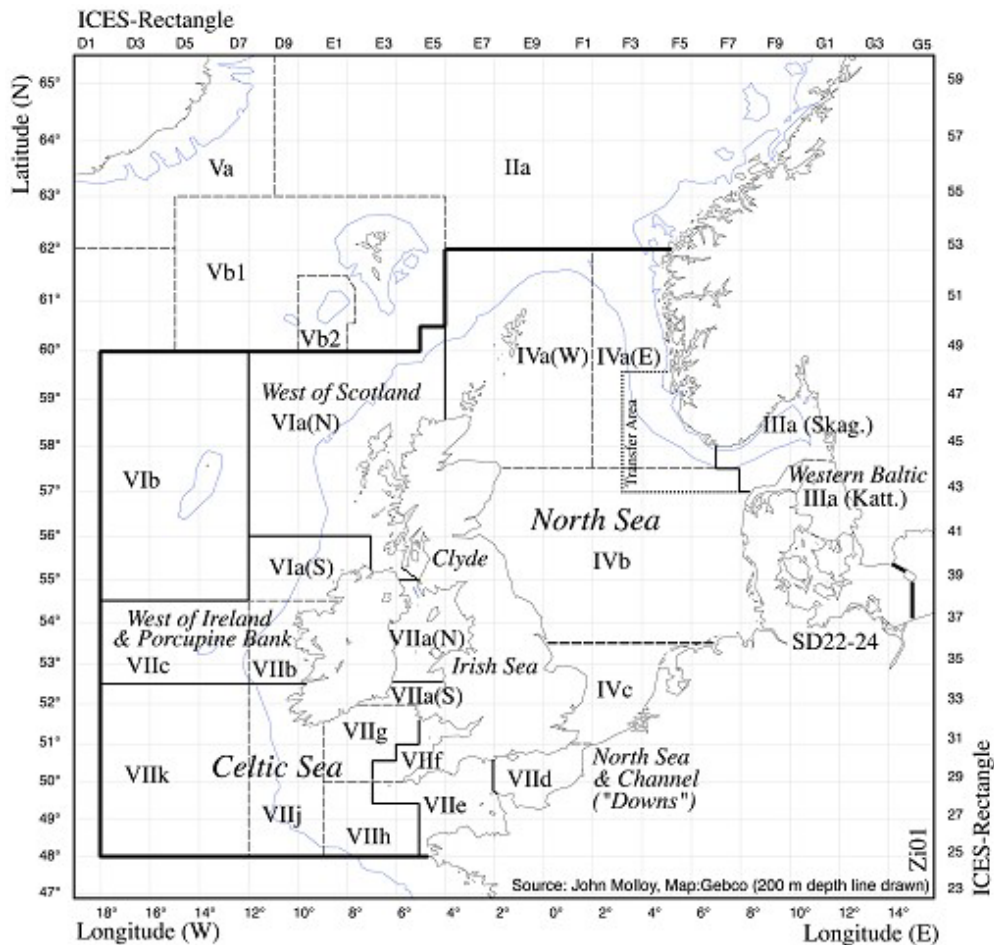 ICES-Rectangle
D1 D3 D5 D7 D9 E1 E3 E5 E7 E9 F1 F3 F5 F7 F9 G1 G3 G5
Latitude (N)
65°
64°
63°
62°
61°
60°
59°
58°
57°
56°
55°
54°
53°
52°
51°
50°
49°
48°
47°
59
57
55
53
51
49
48
47
45
43
41
39
37
35
33
31
29
27
25
23
ICES-Rectangle
Va
IIa
Vb1
Vb2
IVa(W)
IVa(E)
West of Scotland
VIa(N)
Transfer Area
IIIa (Skag.)
VIb
Western Baltic
IIIa (Katt.)
North Sea
IVb
Clyde
VIa(S)
West of Ireland
& Porcupine Bank
VIIc
VIIb
VIIa(N)
Irish Sea
SD22-24
VIIa(S)
IVc
VIIg
Celtic Sea
VIIf
VIIk
VIIj
VIIe
VIIh
VIId
North Sea
& Channel
("Downs")
Zi01
Source: John Molloy, Map:Gebco (200 m depth line drawn)
18° 16° 14° 12° 10° 8° 6° 4° 2° 0° 2° 4° 6° 8° 10° 12° 14°
Longitude (W)
Longitude (E)